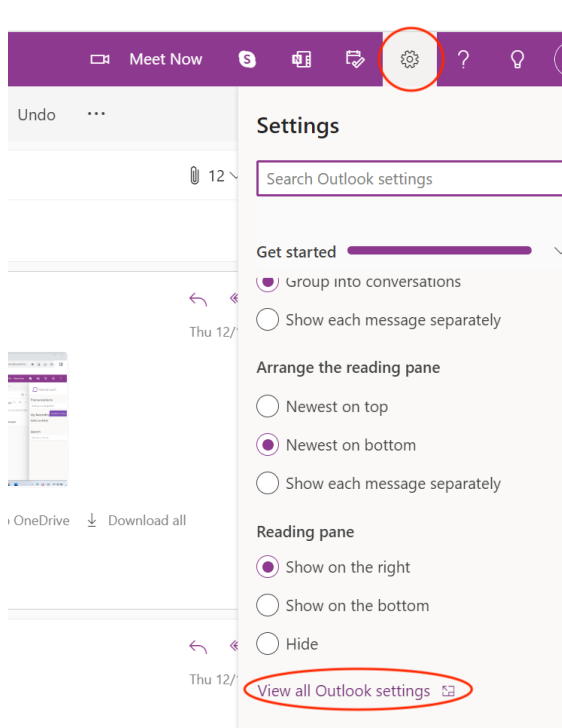 Meet Now
Undo
Settings
12
Search Outlook settings
Get started
Group into conversations
Show each message separately
Thu 12/
Arrange the reading pane
Newest on top
Newest on bottom
Show each message separately
OneDrive Download all
Reading pane
Show on the right
Show on the bottom
Hide
Thu 12/
View all Outlook settings